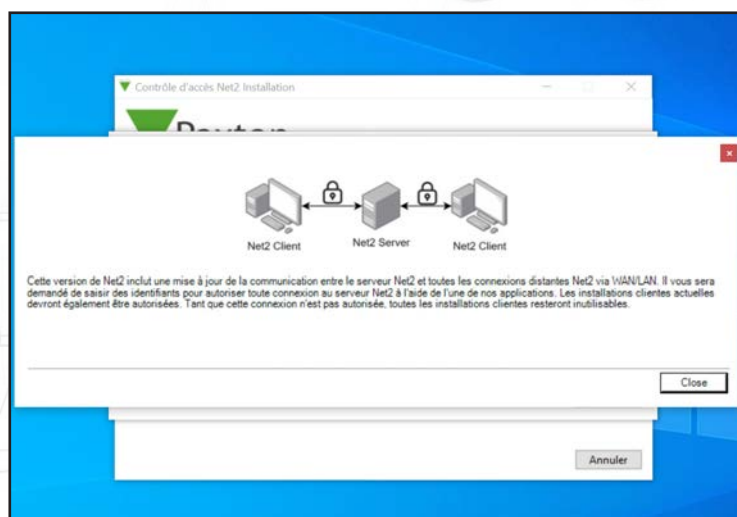 Contrôle d'accès Net2 Installation
Paxton
Net2 Client
Net2 Server
Net2 Client
Cette version de Net2 inclut une mise à jour de la communication entre le serveur Net2 et toutes les connexions distantes Net2 via WAN/LAN. Il vous sera
demandé de saisir des identifiants pour autoriser toute connexion au serveur Net2 à l'aide de l'une de nos applications. Les installations clientes actuelles
devront également être autorisées. Tant que cette connexion n'est pas autorisée, toutes les installations clientes resteront inutilisables.
Close
Annuler